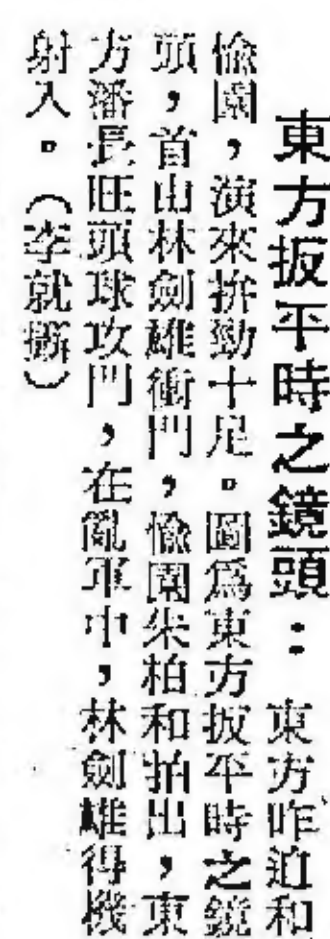 東方扳平時之鏡頭：東方昨迫和
愉園，演來拚勁十足。圖爲東方扳平時之鏡
頭，首由林劍雄衝門，愉園朱柏和拍出，東
方潘長旺頭球攻門，在亂軍中，林劍雄得機
射入。（李就攝）